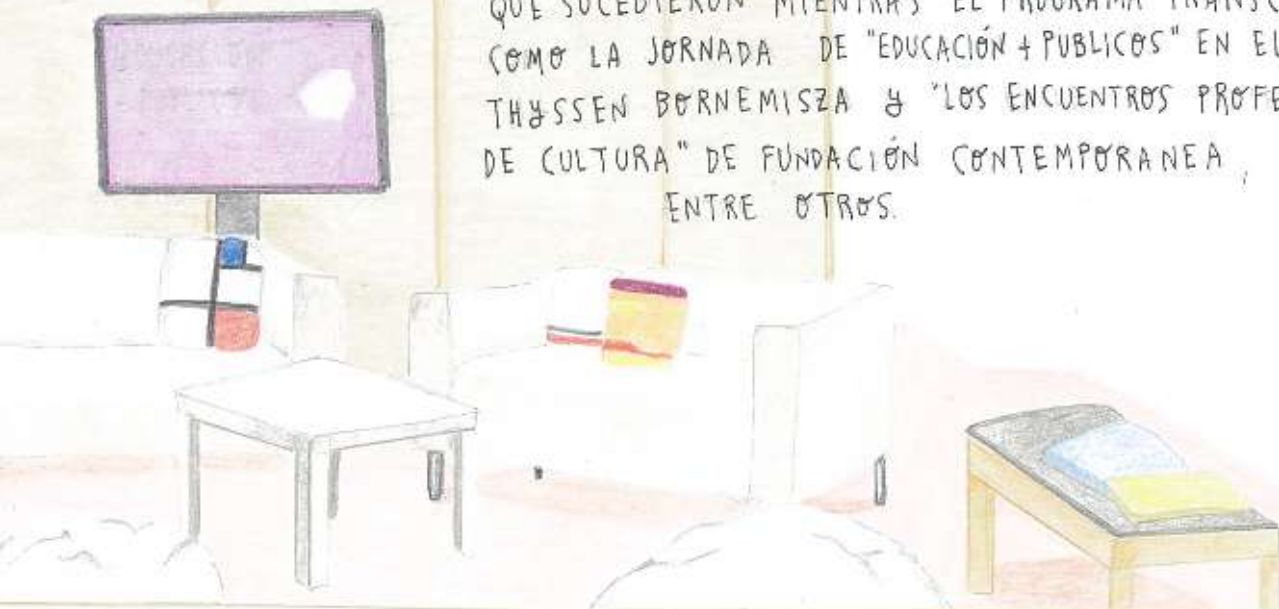 QUE SUCEDIERON MIENTRAS EL PROGRAMA
COMO LA JORNADA DE "EDUCACIÓN + PUBLICOS" EN EL
THYSSEN BORNEMISZA Y "LOS ENCUENTROS
DE CULTURA" DE FUNDACIÓN CONTEMPORANEA,
ENTRE OTROS.